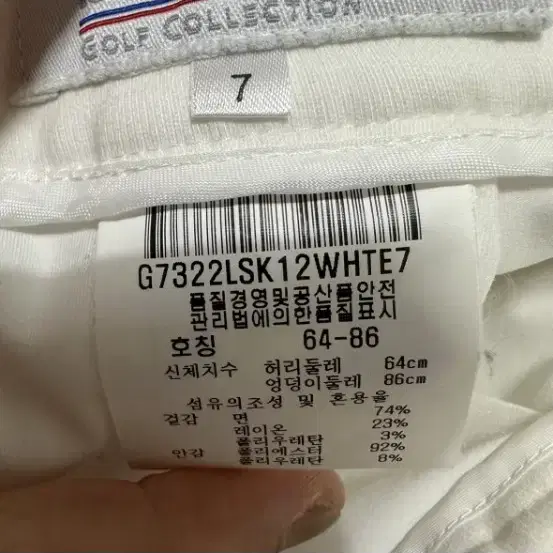 GOLF COLLECTION
7
G7322LSK12WHTE7
품질경영및공산품안전
관리법에의한품질표시
호칭 64-86
신체치수 허리둘레 64cm
엉덩이둘레 86cm
섬유의조성 및 혼용율
겉감 면 74%
레이온 23%
폴리우레탄 3%
안감 폴리에스터 92%
폴리우레탄 8%